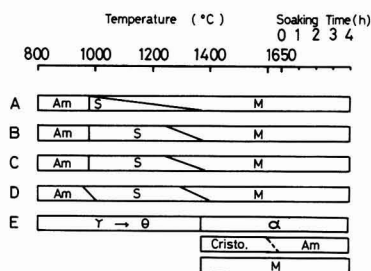 Temperature (°C) Soaking Time(h)
0 1 2 3 4
800 1000 1200 1400 1650
A Am S M
B Am S M
C Am S M
D Am S M
E γ → θ α
Cristo. Am
M